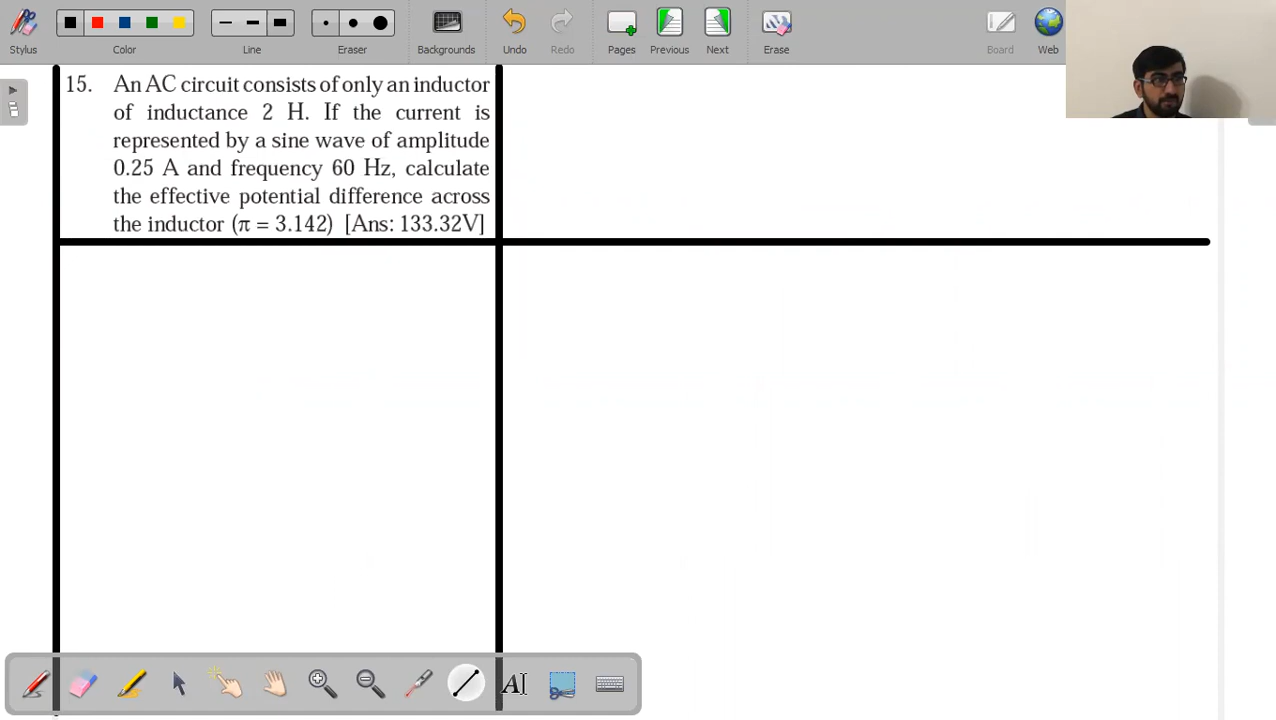 Stylus
Color
Line
Eraser
Backgrounds
Undo
Redo
Pages
Previous
Next
Erase
Board
Web
15. An AC circuit consists of only an inductor
of inductance 2 H. If the current is
represented by a sine wave of amplitude
0.25 A and frequency 60 Hz, calculate
the effective potential difference across
the inductor (π = 3.142) [Ans: 133.32V]